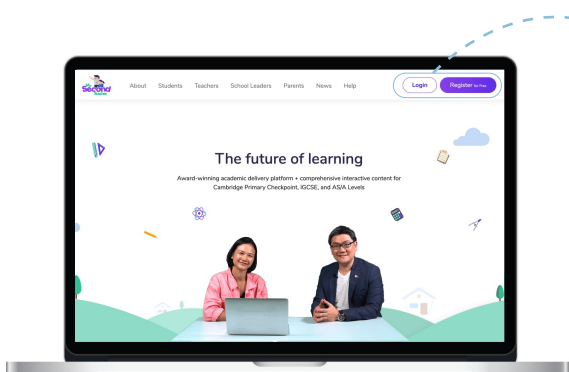 Second
About
Students
Teachers
School Leaders
Parents
News
Help
Login
Register for Free
The future of learning
Award-winning academic delivery platform + comprehensive interactive content for
Cambridge Primary Checkpoint, IGCSE, and AS/A Levels